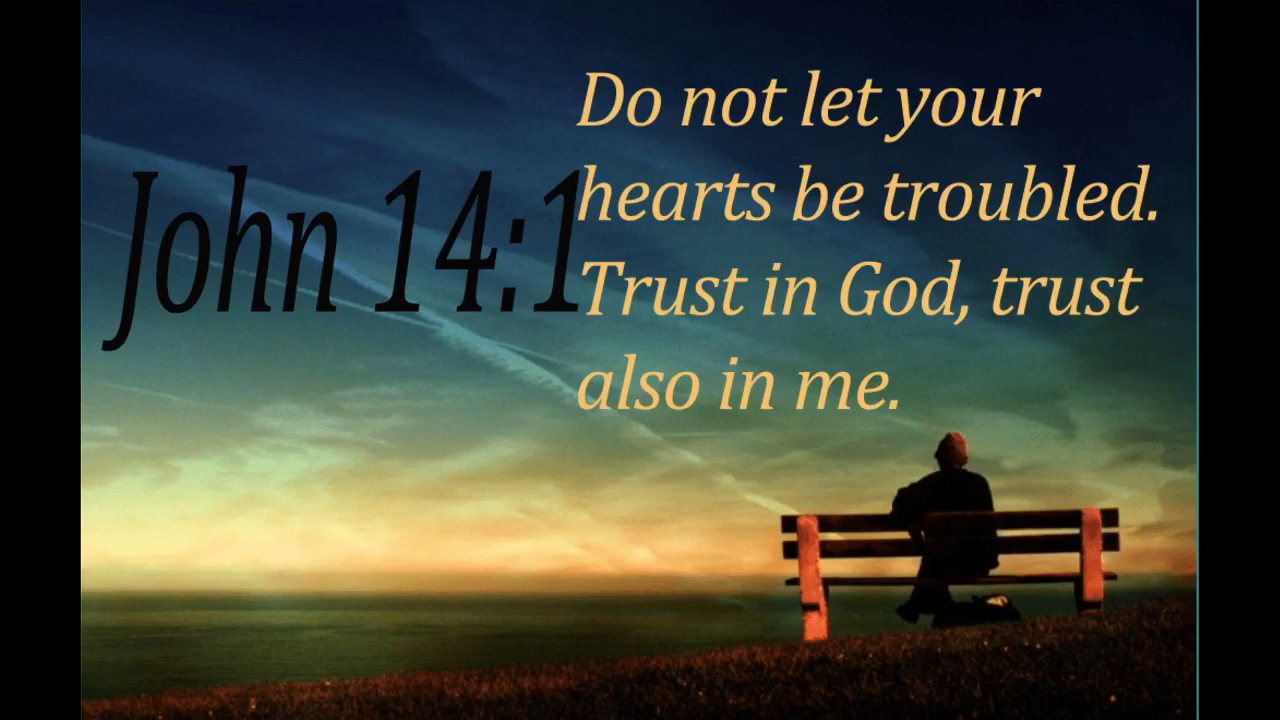 John 14:1
Do not let your
hearts be troubled.
Trust in God, trust
also in me.